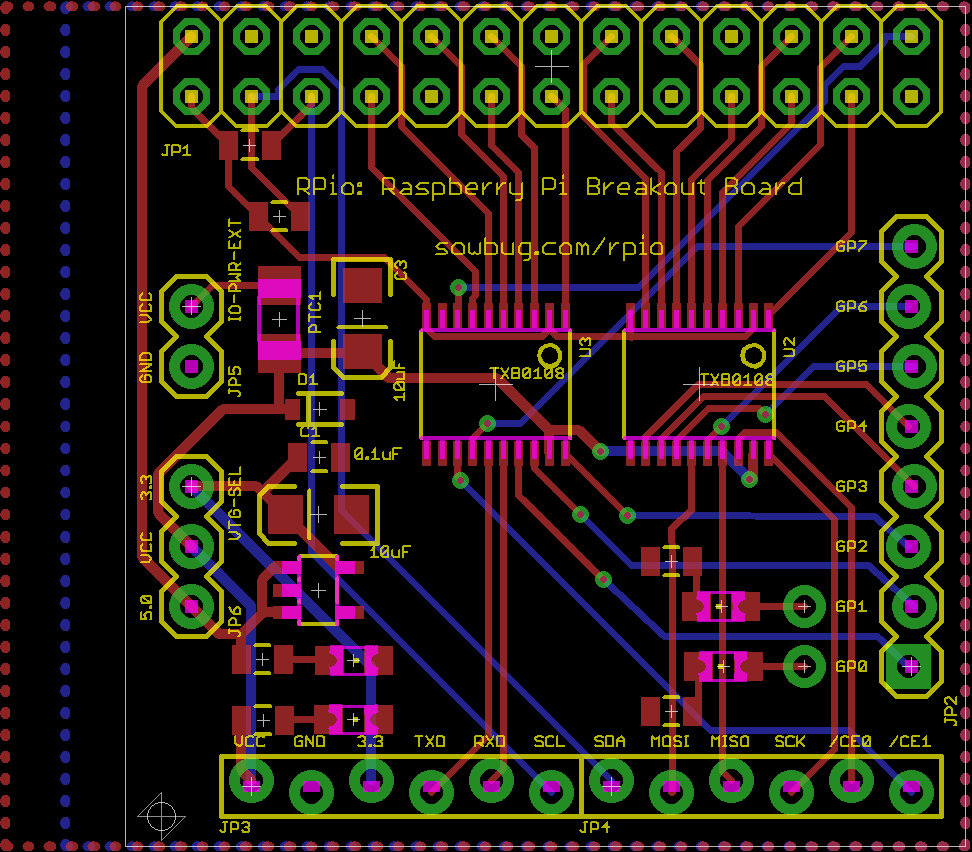 JP1
RPio: Raspberry Pi Breakout Board
sowbug.com/rpio
IO-PWR-EXT
VCC
GND
JP5
PTC1
C3
10uF
U3
TXB0108
U2
TXB0108
D1
C1
0.1uF
10uF
3.3
VCC
5.0
VTG-SEL
JP6
GP7
GP6
GP5
GP4
GP3
GP2
GP1
GP0
JP2
VCC GND 3.3 TXD RXD SCL SDA MOSI MISO SCK /CE0 /CE1
JP3 JP4